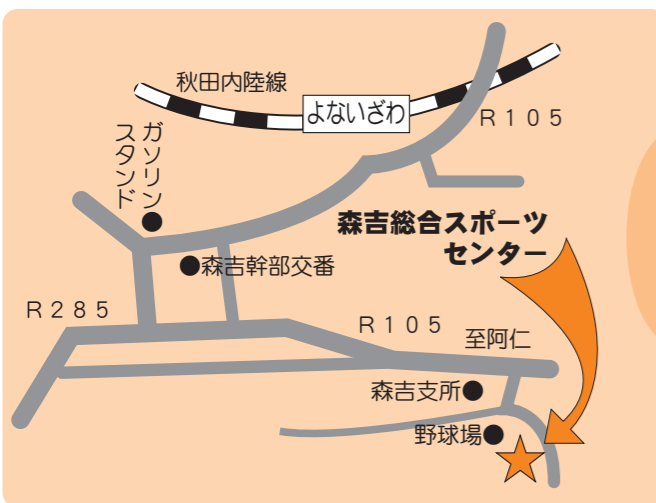 秋田内陸線
よないざわ
R105
ガソリン
スタンド
森吉総合スポーツ
センター
森吉幹部交番
R285
R105
至阿仁
森吉支所
野球場